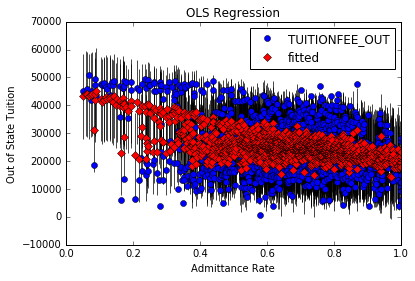 OLS Regression
70000
60000
50000
40000
30000
20000
10000
0
−10000
Out of State Tuition
TUITIONFEE_OUT
fitted
0.0 0.2 0.4 0.6 0.8 1.0
Admittance Rate